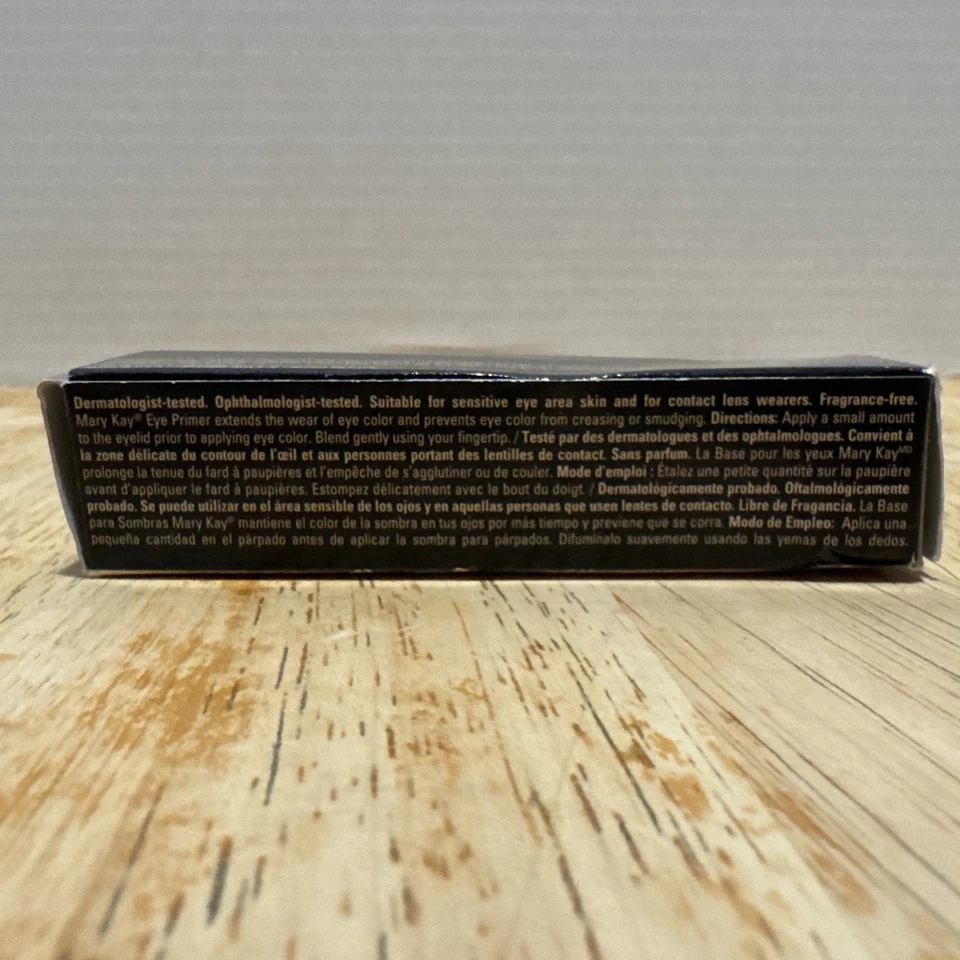 Dermatologist-tested. Ophthalmologist-tested. Suitable for sensitive eye area skin and for contact lens wearers. Fragrance-free.
Mary Kay® Eye Primer extends the wear of eye color and prevents eye color from creasing or smudging. Directions: Apply a small amount
to the eyelid prior to applying eye color. Blend gently using your fingertip. / Testé par des dermatologues et des ophtalmologues. Convient à
la zone délicate du contour de l'œil et aux personnes portant des lentilles de contact. Sans parfum. La Base pour les yeux Mary Kay^MD
prolonge la tenue du fard à paupières et l'empêche de s'agglutiner ou de couler. Mode d'emploi : Étalez une petite quantité sur la paupière
avant d'appliquer le fard à paupières. Estompez délicatement avec le bout du doigt. / Dermatológicamente probado. Oftalmológicamente
probado. Se puede utilizar en el área sensible de los ojos y en aquellas personas que usen lentes de contacto. Libre de Fragancia. La Base
para Sombras Mary Kay® mantiene el color de la sombra en tus ojos por más tiempo y previene que se corra. Modo de Empleo: Aplica una
pequeña cantidad en el párpado antes de aplicar la sombra para párpados. Difumínalo suavemente usando las yemas de los dedos.